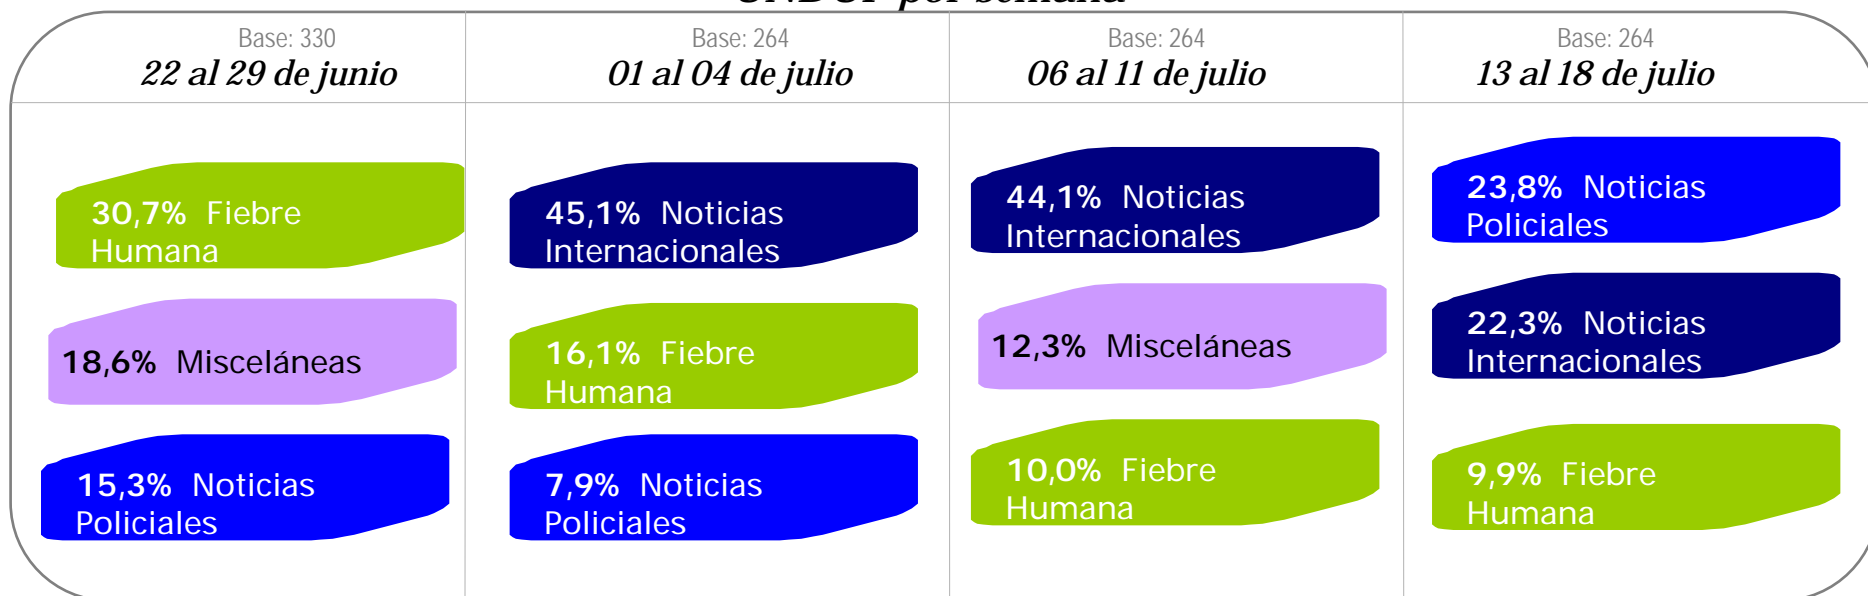 por semana
Base: 330
22 al 29 de junio
30,7% Fiebre
Humana
18,6% Misceláneas
15,3% Noticias
Policiales
Base: 264
01 al 04 de julio
45,1% Noticias
Internacionales
16,1% Fiebre
Humana
7,9% Noticias
Policiales
Base: 264
06 al 11 de julio
44,1% Noticias
Internacionales
12,3% Misceláneas
10,0% Fiebre
Humana
Base: 264
13 al 18 de julio
23,8% Noticias
Policiales
22,3% Noticias
Internacionales
9,9% Fiebre
Humana